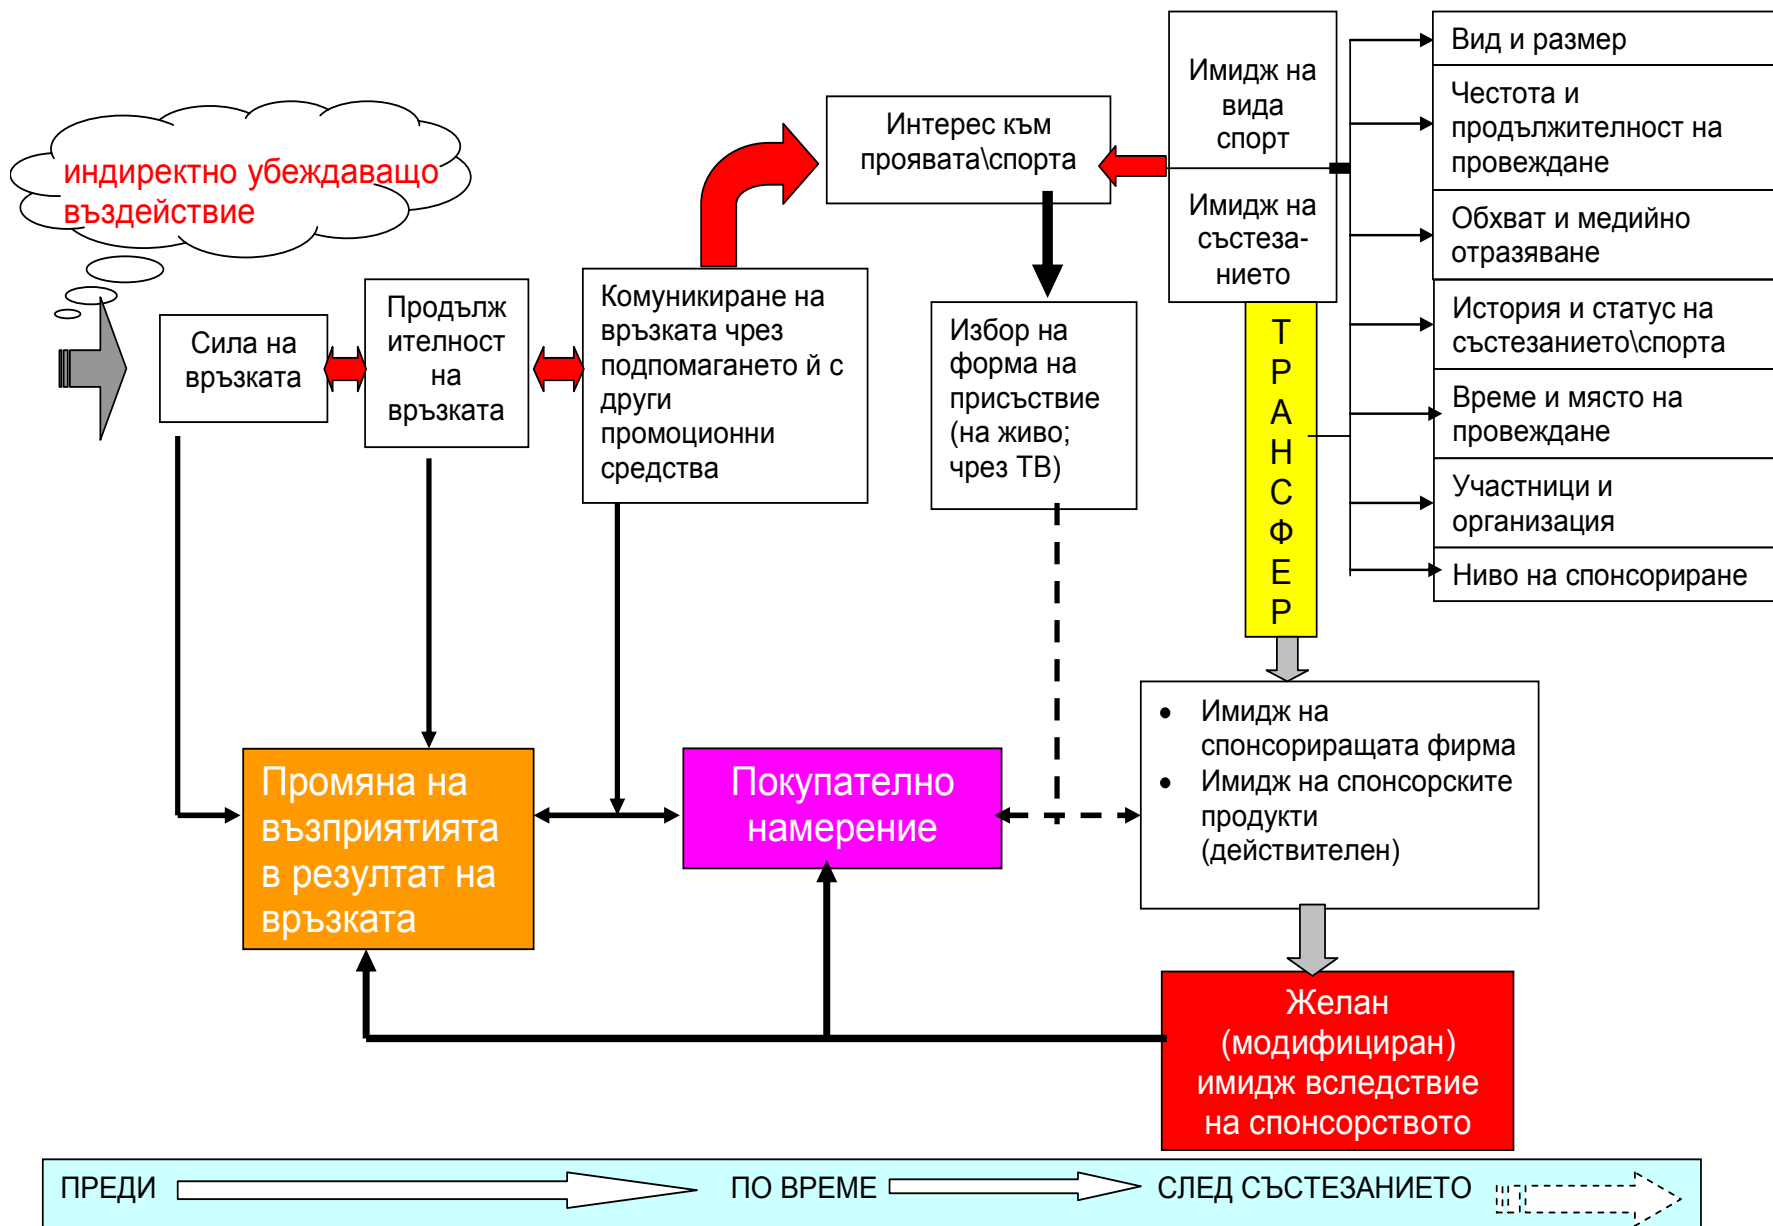 индиректно убеждаващо
въздействие
Сила на
връзката
Продълж
ителност
на
връзката
Комуникиране на
връзката чрез
подпомагането ѝ с
други
промоционни
средства
Интерес към
проявата\спорта
Избор на
форма на
присъствие
(на живо;
чрез ТВ)
Имидж на
вида
спорт
Имидж на
състеза-
нието
Т
Р
А
Н
С
Ф
Е
Р
Вид и размер
Честота и
продължителност на
провеждане
Обхват и медийно
отразяване
История и статус на
състезанието\спорта
Време и място на
провеждане
Участници и
организация
Ниво на спонсориране
Промяна на
възприятията
в резултат на
връзката
Покупателно
намерение
• Имидж на
спонсориращата фирма
• Имидж на спонсорските
продукти
(действителен)
Желан
(модифициран)
имидж вследствие
на спонсорството
ПРЕДИ ПО ВРЕМЕ СЛЕД СЪСТЕЗАНИЕТО